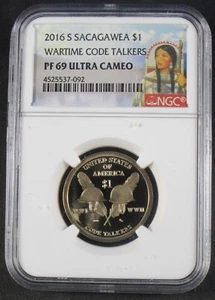 2016 S SACAGAWEA $1
WARTIME CODE TALKERS
PF 69 ULTRA CAMEO
4525537-092
NGC
UNITED STATES
OF
AMERICA
$1
WWI WWII
CODE TALKERS